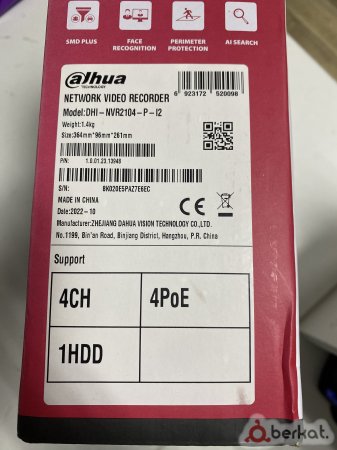 SMD PLUS
FACE RECOGNITION
PERIMETER PROTECTION
AI SEARCH
alhua
TECHNOLOGY
NETWORK VIDEO RECORDER
Model:DHI-NVR2104-P-I2
Weight:1.4kg
Size:364mm*96mm*261mm
6 923172 520098
P/N: 1.0.01.23.13948
S/N: 8K020E5PAZ7E6EC
MADE IN CHINA
Date:2022-10
CE
Manufacturer:ZHEJIANG DAHUA VISION TECHNOLOGY CO.,LTD.
No.1199, Bin'an Road, Binjiang District, Hangzhou, P.R. China
Support
4CH
4PoE
1HDD
berkat.